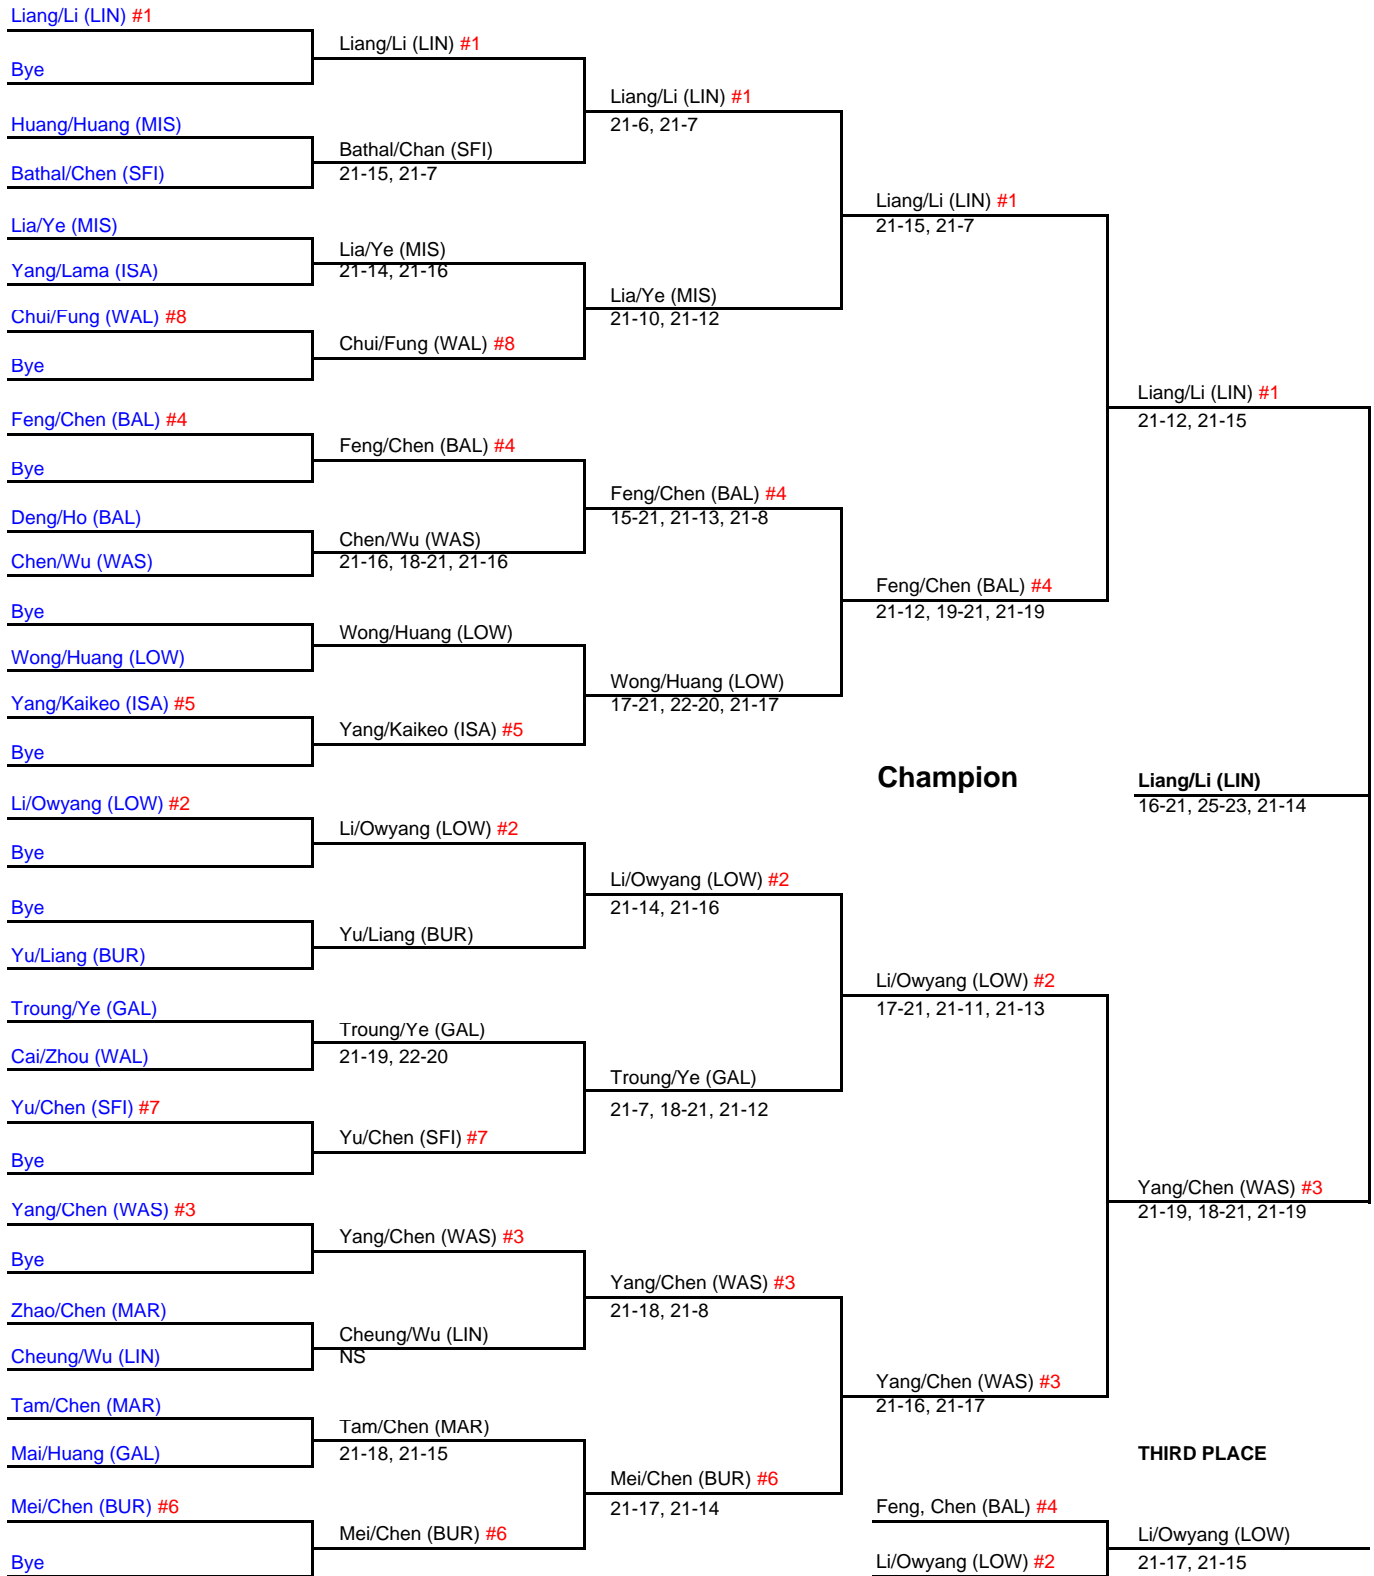 Liang/Li (LIN) #1
Liang/Li (LIN) #1
Bye
Liang/Li (LIN) #1
21-6, 21-7
Huang/Huang (MIS)
Bathal/Chan (SFI)
21-15, 21-7
Bathal/Chen (SFI)
Liang/Li (LIN) #1
21-15, 21-7
Lia/Ye (MIS)
Lia/Ye (MIS)
21-14, 21-16
Yang/Lama (ISA)
Lia/Ye (MIS)
21-10, 21-12
Chui/Fung (WAL) #8
Chui/Fung (WAL) #8
Bye
Liang/Li (LIN) #1
21-12, 21-15
Feng/Chen (BAL) #4
Feng/Chen (BAL) #4
Bye
Feng/Chen (BAL) #4
15-21, 21-13, 21-8
Deng/Ho (BAL)
Chen/Wu (WAS)
21-16, 18-21, 21-16
Chen/Wu (WAS)
Feng/Chen (BAL) #4
21-12, 19-21, 21-19
Bye
Wong/Huang (LOW)
Wong/Huang (LOW)
Wong/Huang (LOW)
17-21, 22-20, 21-17
Yang/Kaikeo (ISA) #5
Yang/Kaikeo (ISA) #5
Bye
Champion
Liang/Li (LIN)
16-21, 25-23, 21-14
Li/Owyang (LOW) #2
Li/Owyang (LOW) #2
Bye
Li/Owyang (LOW) #2
21-14, 21-16
Bye
Yu/Liang (BUR)
Yu/Liang (BUR)
Li/Owyang (LOW) #2
17-21, 21-11, 21-13
Troung/Ye (GAL)
Troung/Ye (GAL)
21-19, 22-20
Cai/Zhou (WAL)
Troung/Ye (GAL)
21-7, 18-21, 21-12
Yu/Chen (SFI) #7
Yu/Chen (SFI) #7
Bye
Yang/Chen (WAS) #3
21-19, 18-21, 21-19
Yang/Chen (WAS) #3
Yang/Chen (WAS) #3
Bye
Yang/Chen (WAS) #3
21-18, 21-8
Zhao/Chen (MAR)
Cheung/Wu (LIN)
NS
Cheung/Wu (LIN)
Yang/Chen (WAS) #3
21-16, 21-17
Tam/Chen (MAR)
Tam/Chen (MAR)
21-18, 21-15
Mai/Huang (GAL)
Mei/Chen (BUR) #6
21-17, 21-14
Mei/Chen (BUR) #6
Mei/Chen (BUR) #6
Bye
THIRD PLACE
Feng, Chen (BAL) #4
Li/Owyang (LOW)
21-17, 21-15
Li/Owyang (LOW) #2